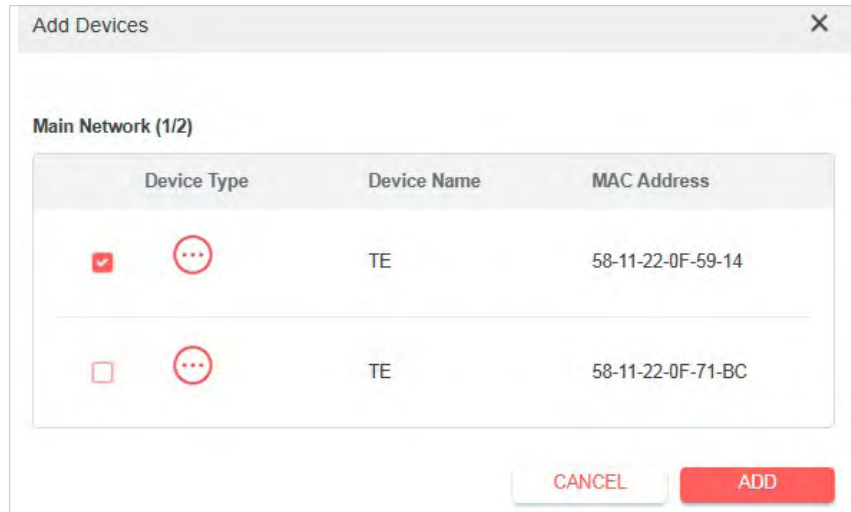 Add Devices
Main Network (1/2)
Device Type Device Name MAC Address
TE 58-11-22-0F-59-14
TE 58-11-22-0F-71-BC
CANCEL ADD